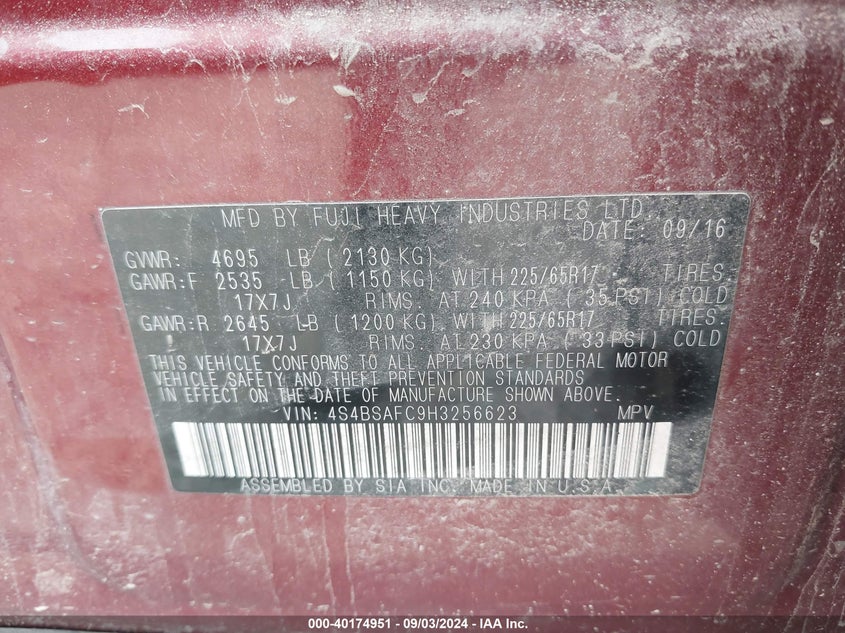 MFD BY FUJI HEAVY INDUSTRIES LTD.
DATE: 09/16
GVWR: 4695 LB ( 2130 KG)
GAWR:F 2535 LB ( 1150 KG) WITH 225/65R17 TIRES
17X7J RIMS. AT 240 KPA ( 35 PSI) COLD
GAWR:R 2645 LB ( 1200 KG) WITH 225/65R17 TIRES.
17X7J RIMS. AT 230 KPA ( 33 PSI) COLD
THIS VEHICLE CONFORMS TO ALL APPLICABLE FEDERAL MOTOR
VEHICLE SAFETY AND THEFT PREVENTION STANDARDS
IN EFFECT ON THE DATE OF MANUFACTURE SHOWN ABOVE.
VIN: 4S4BSAFC9H3256623 MPV
ASSEMBLED BY SIA INC. MADE IN U.S.A.
000-40174951 - 09/03/2024 - IAA Inc.